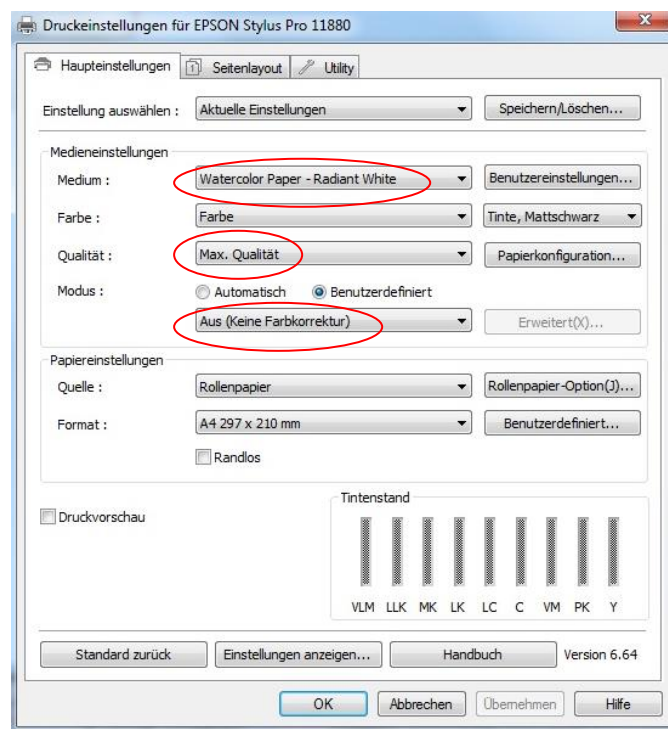 Druckeinstellungen für EPSON Stylus Pro 11880
x
Haupteinstellungen 1 Seitenlayout Utility
Einstellung auswählen : Aktuelle Einstellungen Speichern/Löschen...
Medieneinstellungen
Medium : Watercolor Paper - Radiant White Benutzereinstellungen...
Farbe : Farbe Tinte, Mattschwarz
Qualität : Max. Qualität Papierkonfiguration...
Modus : Automatisch Benutzerdefiniert
Aus (Keine Farbkorrektur) Erweitert(X)...
Papiereinstellungen
Quelle : Rollenpapier Rollenpapier-Option(J)...
Format : A4 297 x 210 mm Benutzerdefiniert...
Randlos
Druckvorschau
Tintenstand
VLM LLK MK LK LC C VM PK Y
Standard zurück Einstellungen anzeigen... Handbuch Version 6.64
OK Abbrechen Übernehmen Hilfe